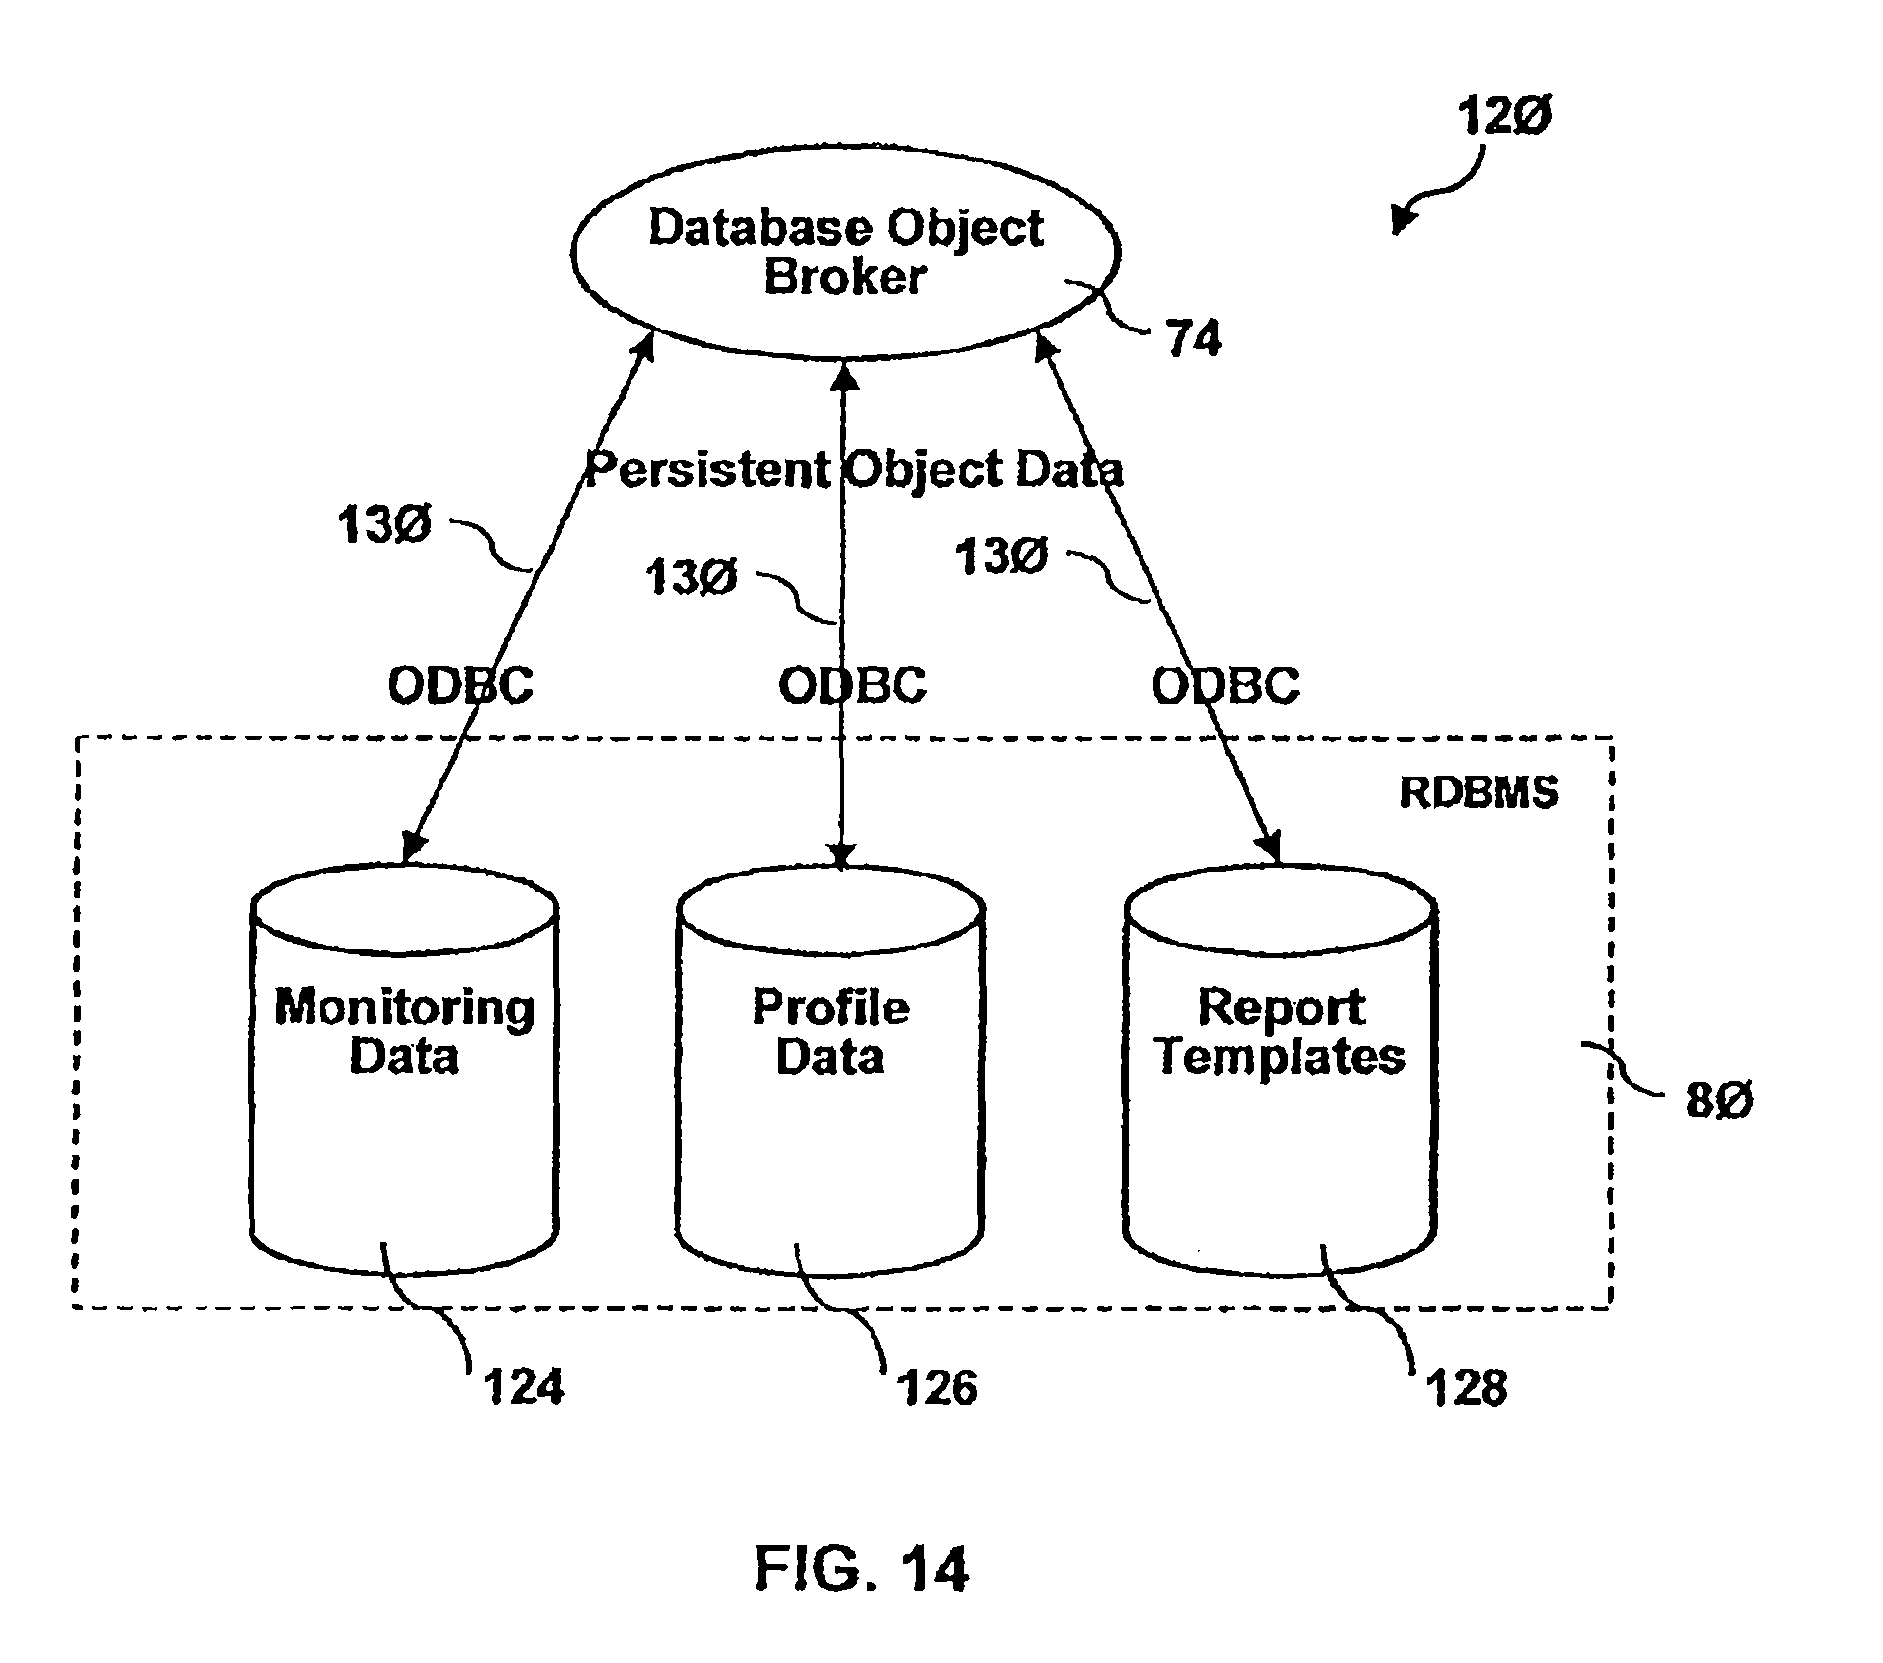 12Ø
Database Object
Broker
74
Persistent Object Data
13Ø
13Ø
13Ø
ODBC
ODBC
ODBC
RDBMS
Monitoring
Data
Profile
Data
Report
Templates
8Ø
124
126
128
FIG. 14